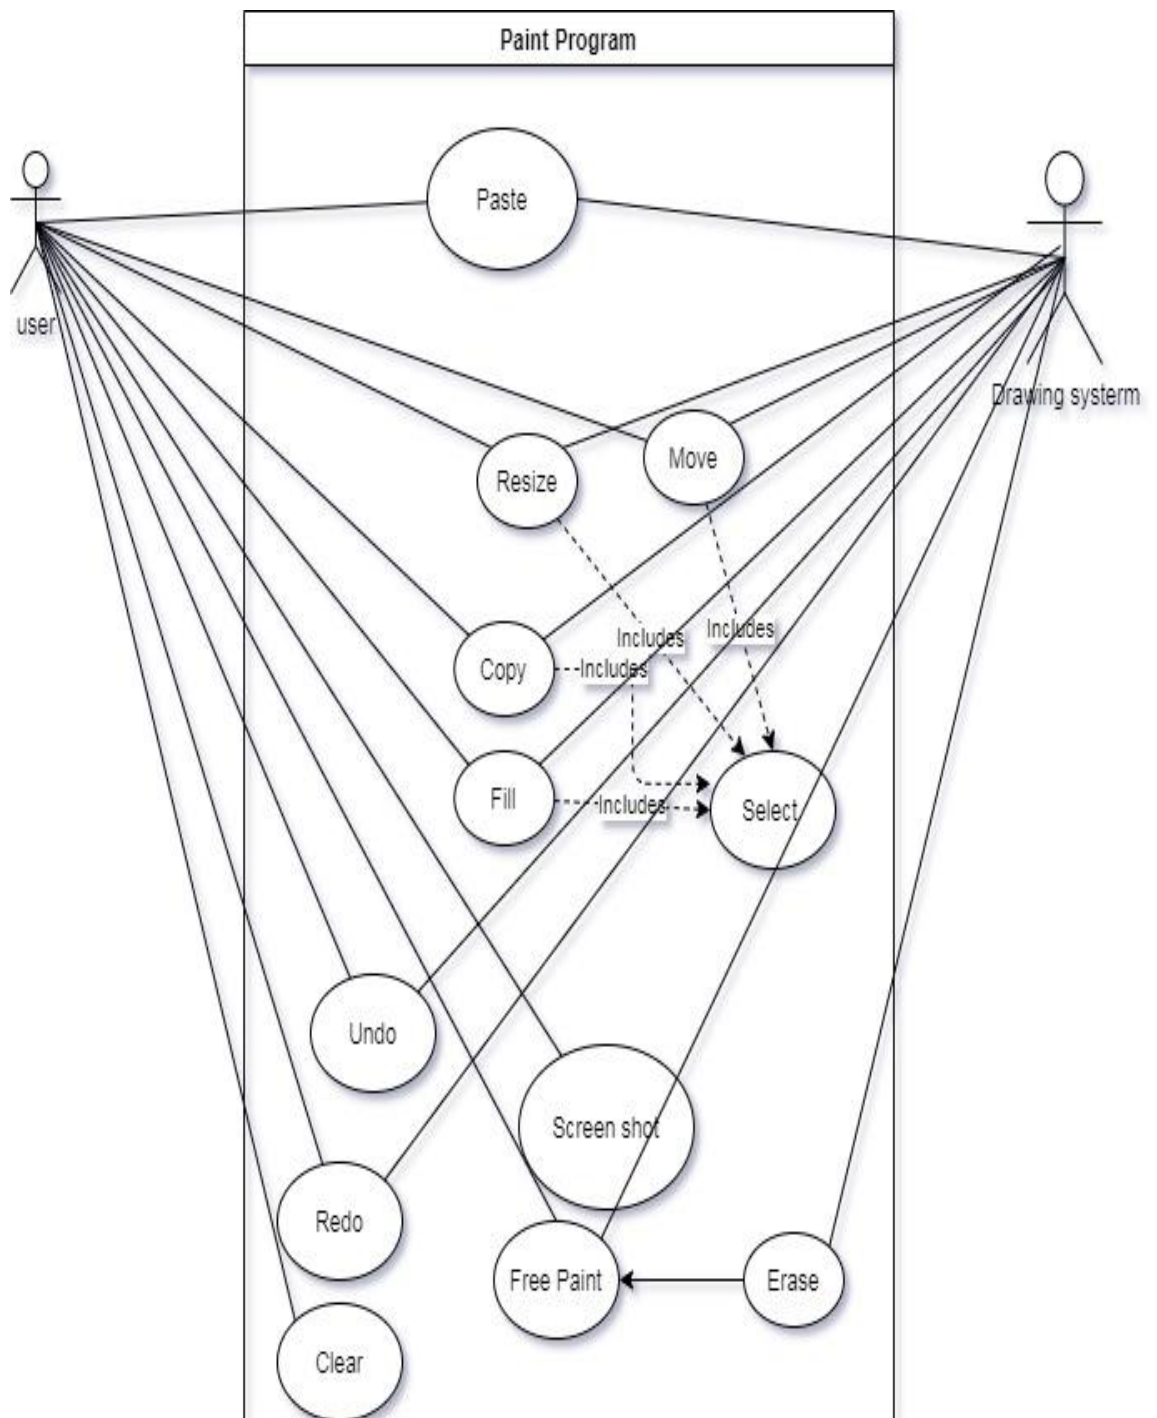 Paint Program
Paste
user
Drawing systerm
Move
Resize
Includes
Includes
Copy
Includes
Fill
Includes
Select
Undo
Screen shot
Redo
Free Paint
Erase
Clear